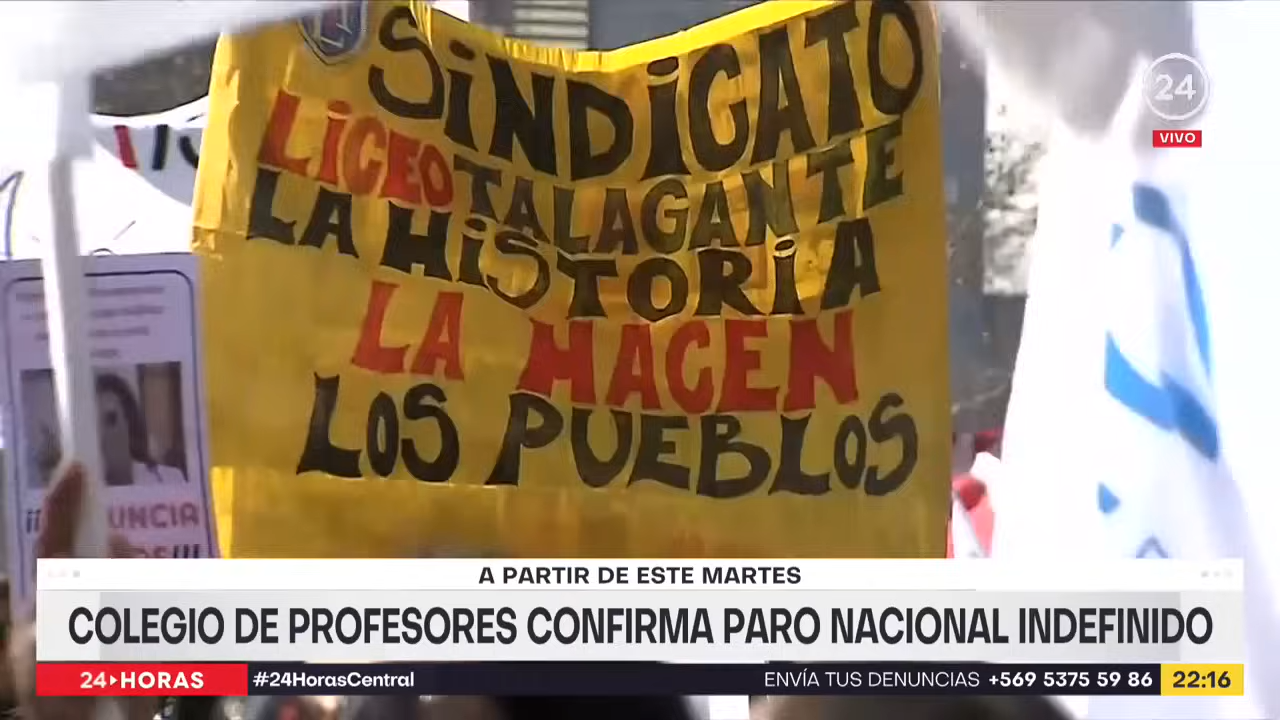 SiNDiCATO
LiCEO TALAGANTE
LA HiSTORiA
LA HACEN
LOS PUEBLOS
24
VIVO
¡¡
UNCIA
!!!
A PARTIR DE ESTE MARTES
COLEGIO DE PROFESORES CONFIRMA PARO NACIONAL INDEFINIDO
24 HORAS
#24HorasCentral
ENVÍA TUS DENUNCIAS +569 5375 59 86
22:16